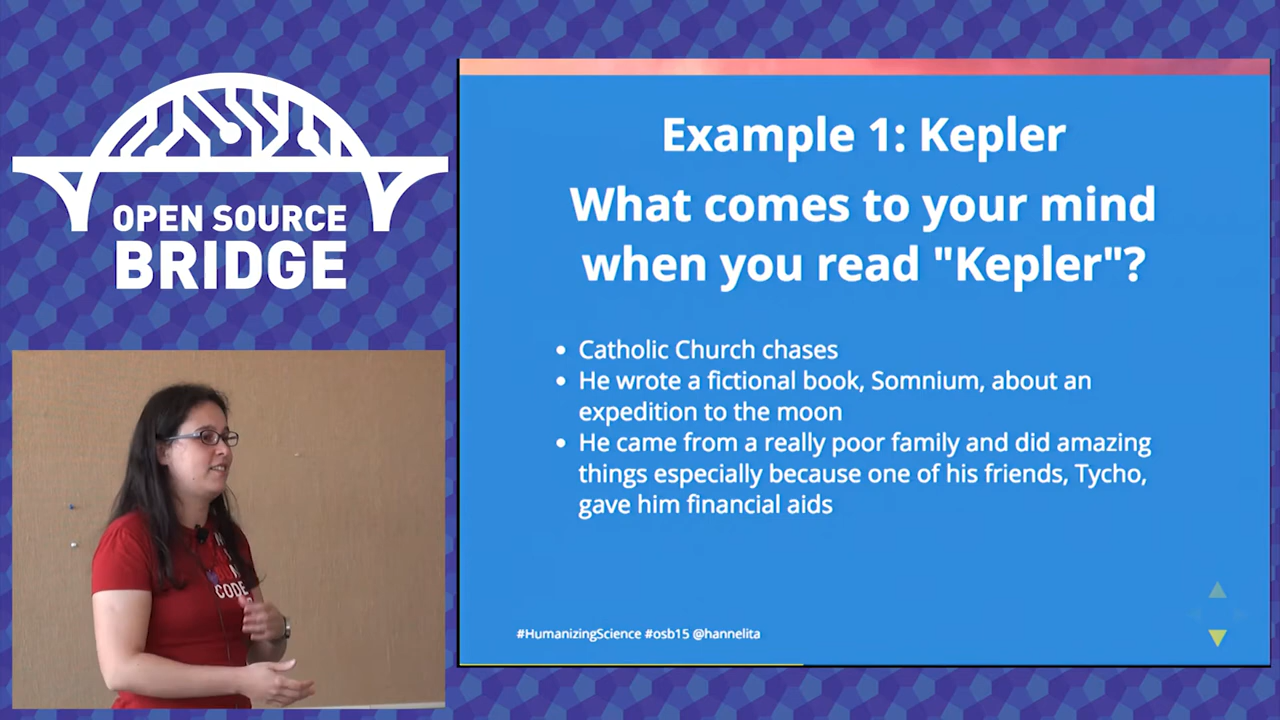 OPEN SOURCE
BRIDGE
Example 1: Kepler
What comes to your mind
when you read "Kepler"?
Catholic Church chases
He wrote a fictional book, Somnium, about an
expedition to the moon
He came from a really poor family and did amazing
things especially because one of his friends, Tycho,
gave him financial aids
#HumanizingScience #osb15 @hannelita
CODE